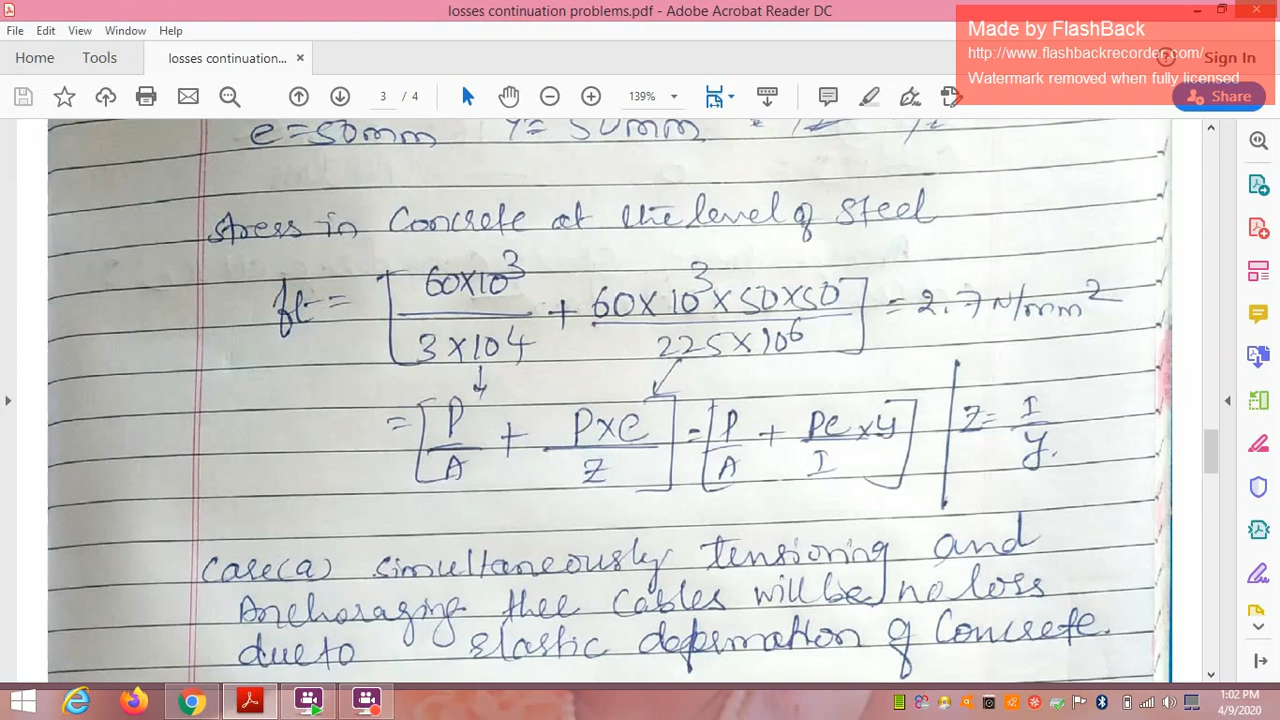 losses continuation problems.pdf - Adobe Acrobat Reader DC
Made by FlashBack
http://www.flashbackrecorder.com/
Watermark removed when fully licensed
File Edit View Window Help
Home Tools losses continuation... × Sign In
3 / 4 139% Share
e=50mm y= 50mm
stress in Concrete at the level of steel
fc = [60×10³/3×10⁴ + 60×10³×50×50/225×10⁶] = 2.7 N/mm²
= [P/A + P×e/Z] = [P/A + Pe×y/I] | Z = I/y.
Case(a) simultaneously tensioring and
Anchoraging thee Cables will be no loss
due to elastic deformation of Concrete.
1:02 PM
4/9/2020